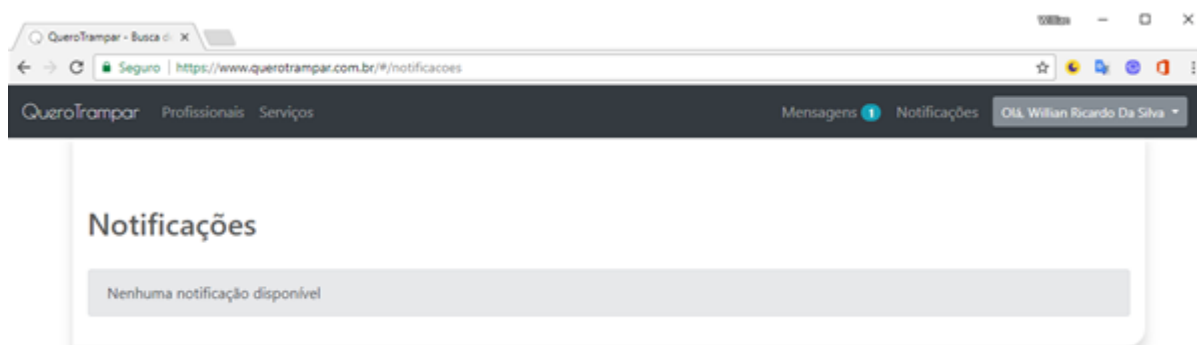 QueroTrampar - Busca d
Seguro | https://www.querotrampar.com.br/#/notificacoes
QueroTrampar Profissionais Serviços Mensagens 1 Notificações Olá, Willian Ricardo Da Silva
Notificações
Nenhuma notificação disponível